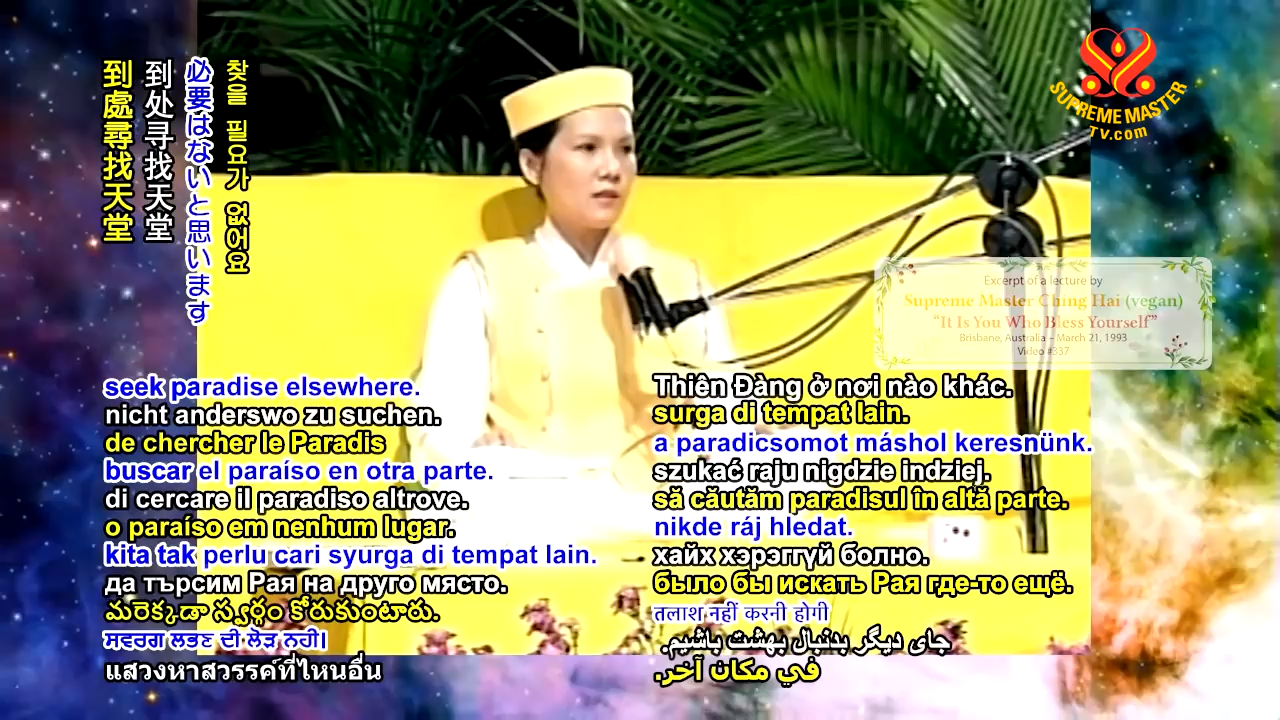 到處尋找天堂
到处寻找天堂
必要はないと思います
찾을 필요가 없어요
SUPREME MASTER
TV.com
Excerpt of a lecture by
Supreme Master Ching Hai (vegan)
“It Is You Who Bless Yourself”
Brisbane, Australia – March 21, 1993
Video #337
seek paradise elsewhere.
nicht anderswo zu suchen.
de chercher le Paradis
buscar el paraíso en otra parte.
di cercare il paradiso altrove.
o paraíso em nenhum lugar.
kita tak perlu cari syurga di tempat lain.
да търсим Рая на друго място.
మరెక్కడా స్వర్గం కోరుకుంటారు.
ਸਵਰਗ ਲਭਣ ਦੀ ਲੋੜ ਨਹੀ।
แสวงหาสวรรค์ที่ไหนอื่น
Thiên Đàng ở nơi nào khác.
surga di tempat lain.
a paradicsomot máshol keresnünk.
szukać raju nigdzie indziej.
să căutăm paradisul în altă parte.
nikde ráj hledat.
хайх хэрэггүй болно.
было бы искать Рая где-то ещё.
तलाश नहीं करनी होगी
جای دیگر بدنبال بهشت باشیم.
في مكان آخر.